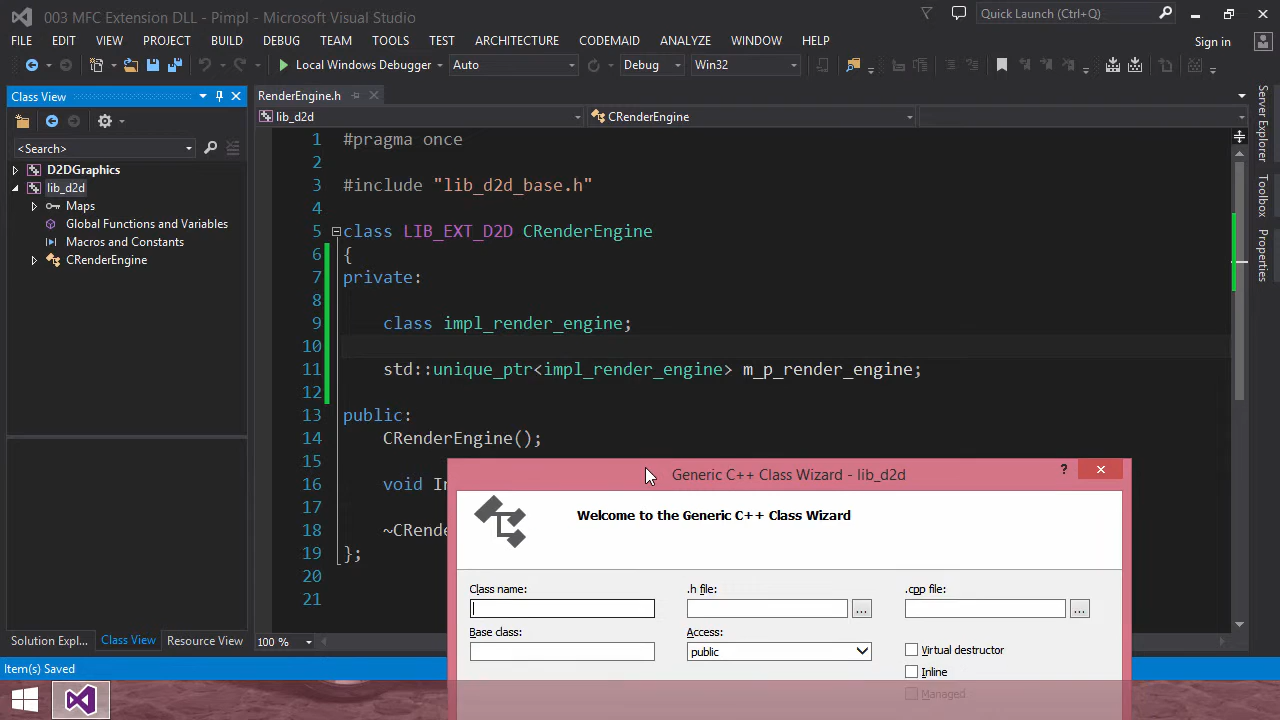 003 MFC Extension DLL - Pimpl - Microsoft Visual Studio
Quick Launch (Ctrl+Q)
FILE EDIT VIEW PROJECT BUILD DEBUG TEAM TOOLS TEST ARCHITECTURE CODEMAID ANALYZE WINDOW HELP
Sign in
Local Windows Debugger Auto Debug Win32
Class View
RenderEngine.h
lib_d2d
CRenderEngine
<Search>
D2DGraphics
lib_d2d
Maps
Global Functions and Variables
Macros and Constants
CRenderEngine
1 #pragma once
2
3 #include "lib_d2d_base.h"
4
5 class LIB_EXT_D2D CRenderEngine
6 {
7 private:
8
9 class impl_render_engine;
10
11 std::unique_ptr<impl_render_engine> m_p_render_engine;
12
13 public:
14 CRenderEngine();
15
16 void In
17
18 ~CRende
19 };
20
21
Server Explorer
Toolbox
Properties
Generic C++ Class Wizard - lib_d2d
?
Welcome to the Generic C++ Class Wizard
Class name:
.h file:
...
.cpp file:
...
Base class:
Access:
public
Virtual destructor
Inline
Managed
Solution Expl... Class View Resource View
100 %
Item(s) Saved